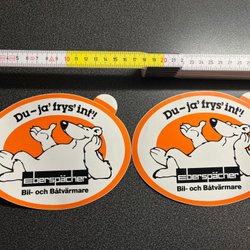 Du – ja' frys' int'!
Eberspächer
Bil- och Båtvärmare
Du – ja' frys' int'!
Eberspächer
Bil- och Båtvärmare